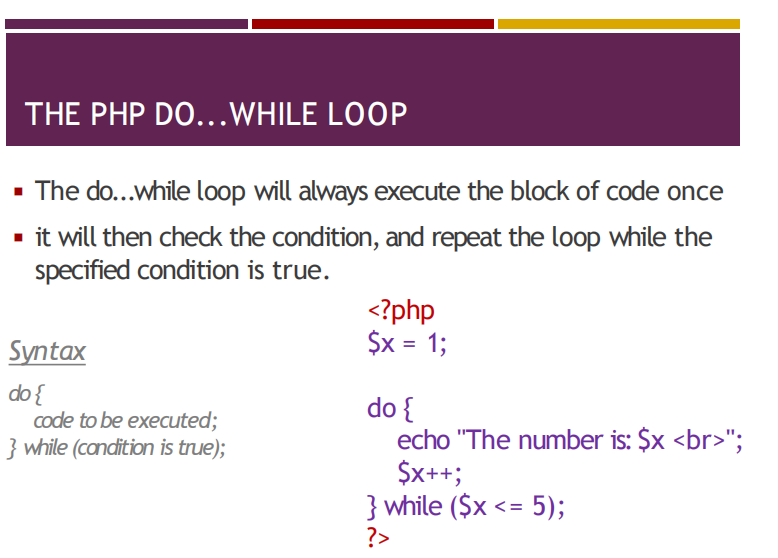 THE PHP DO...WHILE LOOP
▪ The do...while loop will always execute the block of code once
▪ it will then check the condition, and repeat the loop while the
specified condition is true.
Syntax
do {
code to be executed;
} while (condition is true);
<?php
$x = 1;
do {
echo "The number is: $x <br>";
$x++;
} while ($x <= 5);
?>